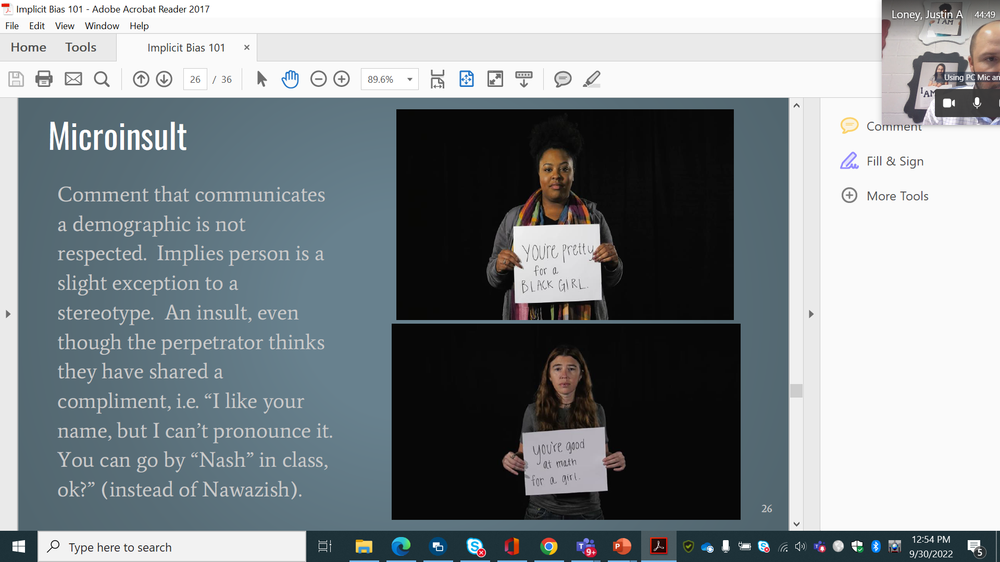 Implicit Bias 101 - Adobe Acrobat Reader 2017
File Edit View Window Help
Home Tools Implicit Bias 101
26 / 36 89.6%
Loney, Justin A 44:49
I AM
Using PC Mic an
I AM
Comment
Fill & Sign
More Tools
Microinsult
Comment that communicates
a demographic is not
respected. Implies person is a
slight exception to a
stereotype. An insult, even
though the perpetrator thinks
they have shared a
compliment, i.e. “I like your
name, but I can’t pronounce it.
You can go by “Nash” in class,
ok?” (instead of Nawazish).
YOU'RE pretty
for a
BLACK GIRL.
you're good
at math
for a girl.
26
Type here to search
9+
12:54 PM
9/30/2022
5